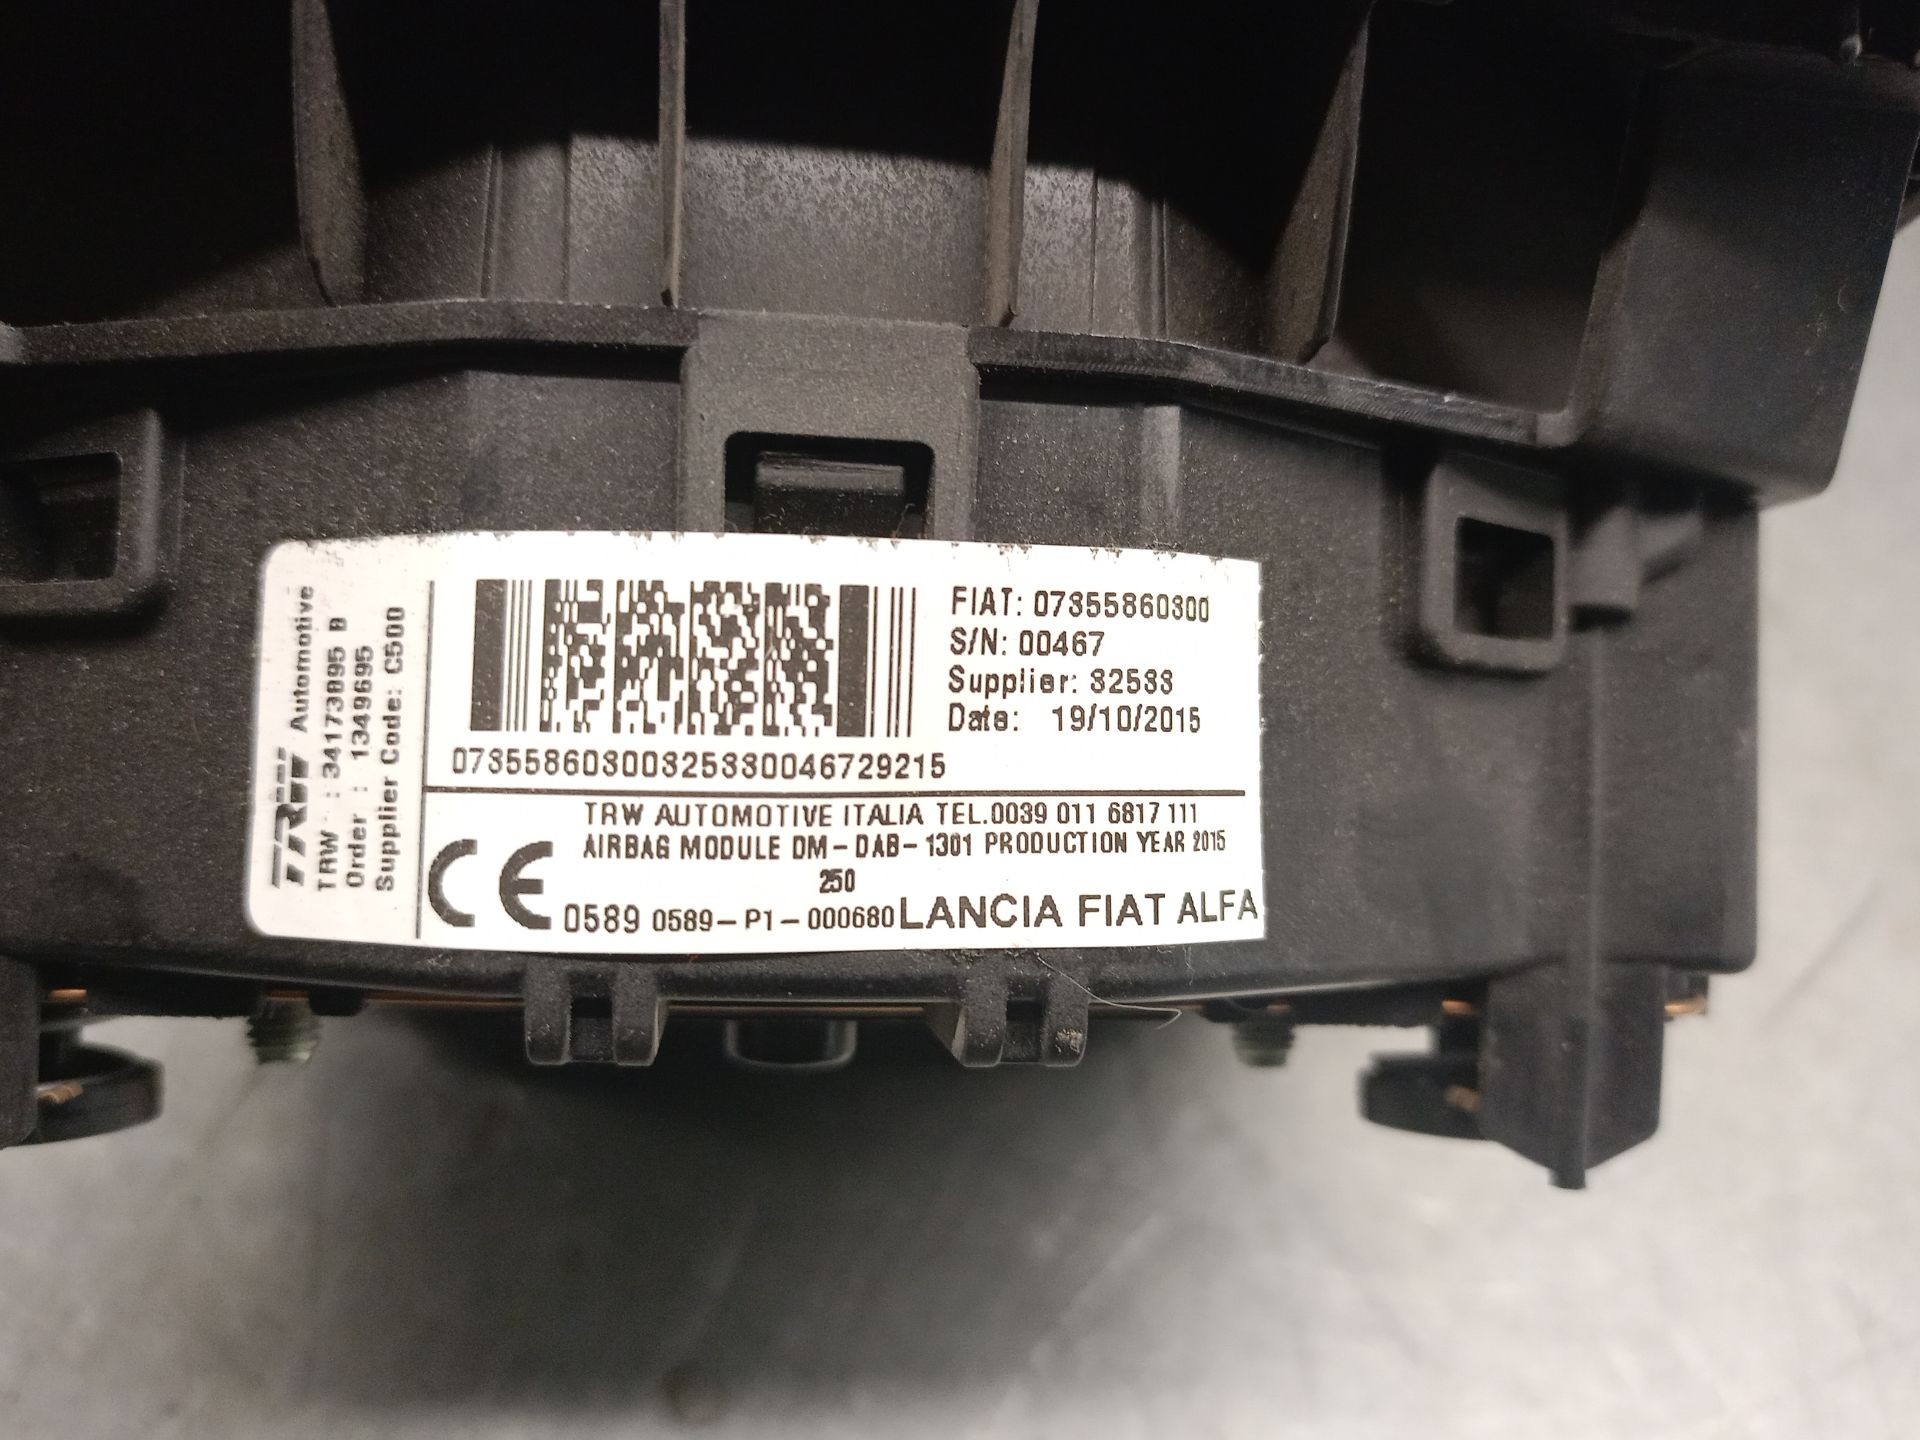 TRW Automotive
TRW : 34173095 B
Order : 1349695
Supplier Code: C500
FIAT: 07355860300
S/N: 00467
Supplier: 32533
Date: 19/10/2015
07355860300325330046729215
TRW AUTOMOTIVE ITALIA TEL.0039 011 6817 111
AIRBAG MODULE DM-DAB-1301 PRODUCTION YEAR 2015
250
CE 0589 0589-P1-000680 LANCIA FIAT ALFA